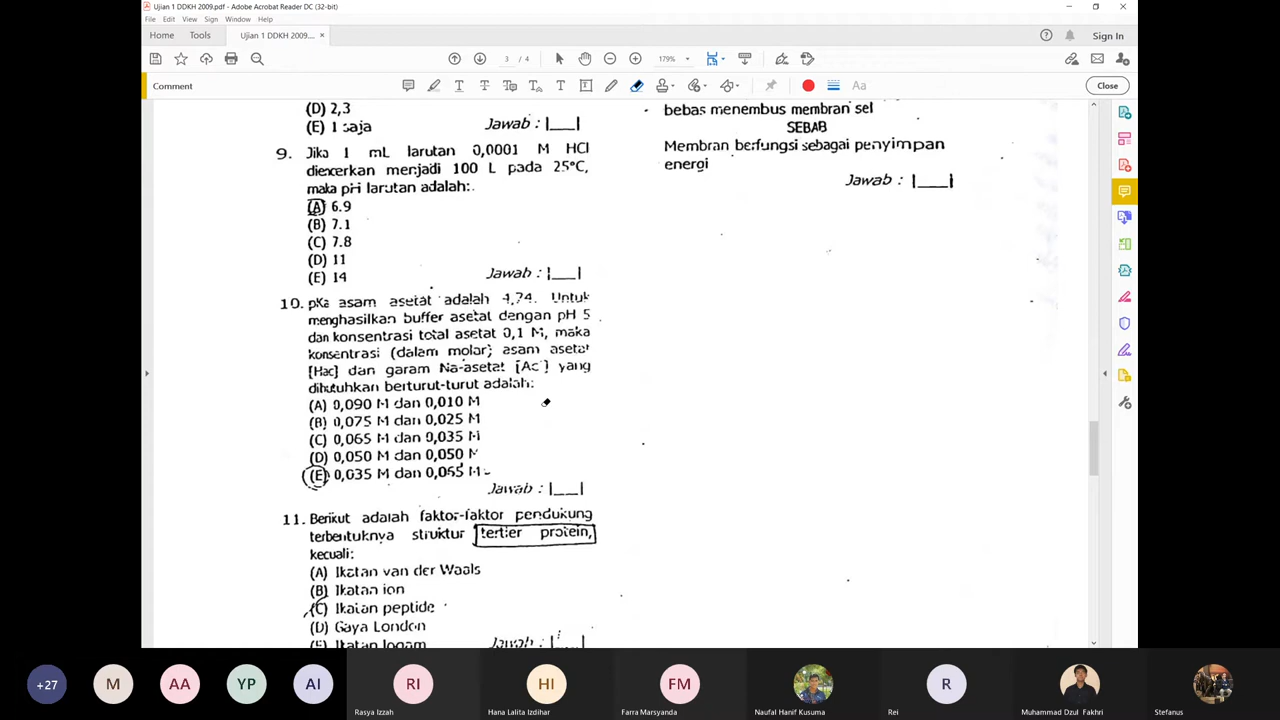 Ujian 1 DDKH 2009.pdf - Adobe Acrobat Reader DC (32-bit)
File Edit View Sign Window Help
Home Tools Ujian 1 DDKH 2009.... × Sign In
3 / 4 179%
Comment Close
(D) 2,3
(E) 1 saja
Jawab : |___|
9. Jika 1 mL larutan 0,0001 M HCl
diencerkan menjadi 100 L pada 25°C,
maka pH larutan adalah:
(A) 6.9
(B) 7.1
(C) 7.8
(D) 11
(E) 14
Jawab : |___|
10. pKa asam asetat adalah 4,74. Untuk
menghasilkan buffer asetat dengan pH 5
dan konsentrasi total asetat 0,1 M, maka
konsentrasi (dalam molar) asam asetat
[Hac] dan garam Na-asetat [Ac⁻] yang
dibutuhkan berturut-turut adalah:
(A) 0,090 M dan 0,010 M
(B) 0,075 M dan 0,025 M
(C) 0,065 M dan 0,035 M
(D) 0,050 M dan 0,050 M
(E) 0,035 M dan 0,065 M
Jawab : |___|
11. Berikut adalah faktor-faktor pendukung
terbentuknya struktur tertier protein,
kecuali:
(A) Ikatan van der Waals
(B) Ikatan ion
(C) Ikatan peptide
(D) Gaya London
(E) Ikatan logam
Jawab : |___|
bebas menembus membran sel
SEBAB
Membran berfungsi sebagai penyimpan
energi
Jawab : |___|
+27 M AA YP AI RI HI FM R
Rasya Izzah Hana Lalita Izdihar Farra Marsyanda Naufal Hanif Kusuma Rei Muhammad Dzul Fakhri Stefanus